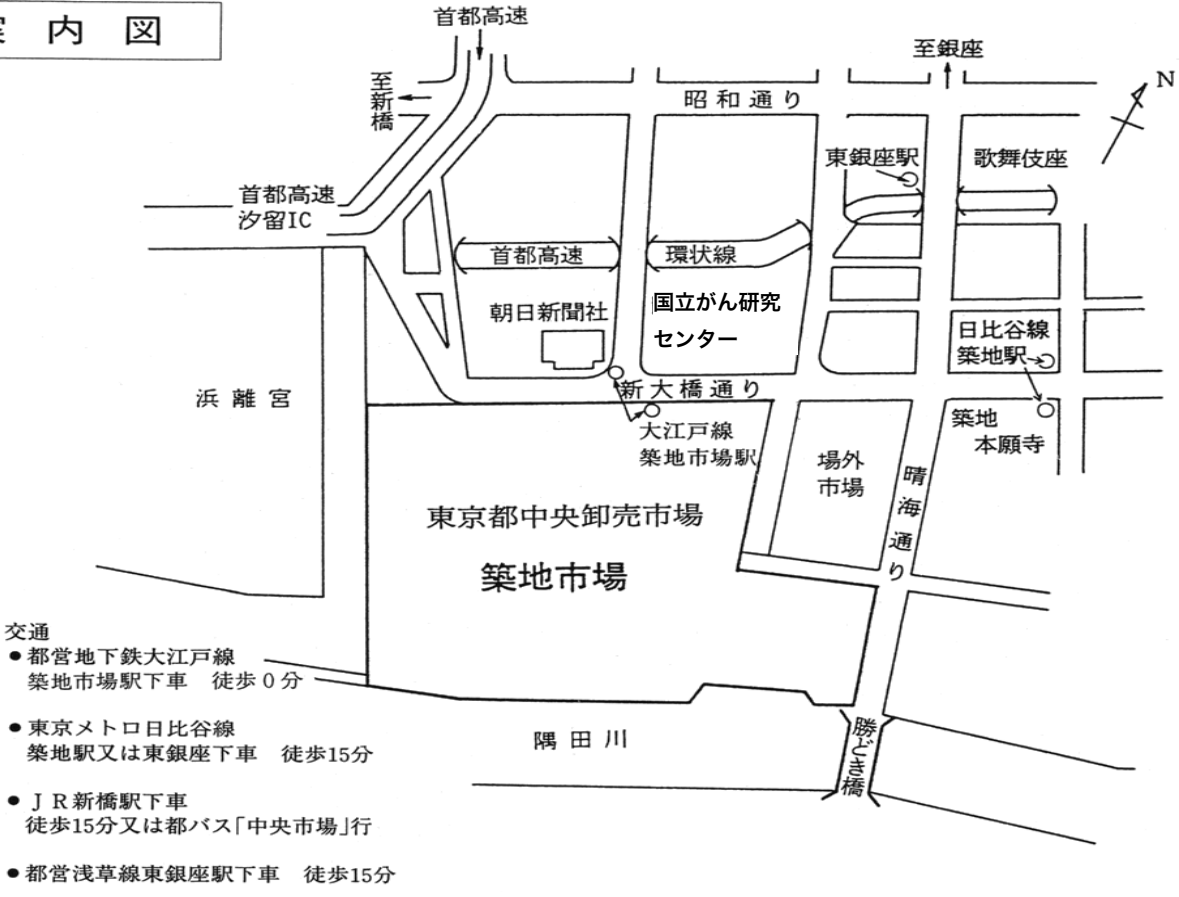 内 図
首都高速
至銀座
至新橋
昭和通り
N
東銀座駅
歌舞伎座
首都高速
汐留IC
首都高速
環状線
朝日新聞社
国立がん研究
センター
日比谷線
築地駅
新大橋通り
浜離宮
大江戸線
築地市場駅
築地
本願寺
場外
市場
晴海通り
東京都中央卸売市場
築地市場
交通
●都営地下鉄大江戸線
築地市場駅下車 徒歩0分
●東京メトロ日比谷線
築地駅又は東銀座下車 徒歩15分
隅田川
勝どき橋
●JR新橋駅下車
徒歩15分又は都バス「中央市場」行
●都営浅草線東銀座駅下車 徒歩15分